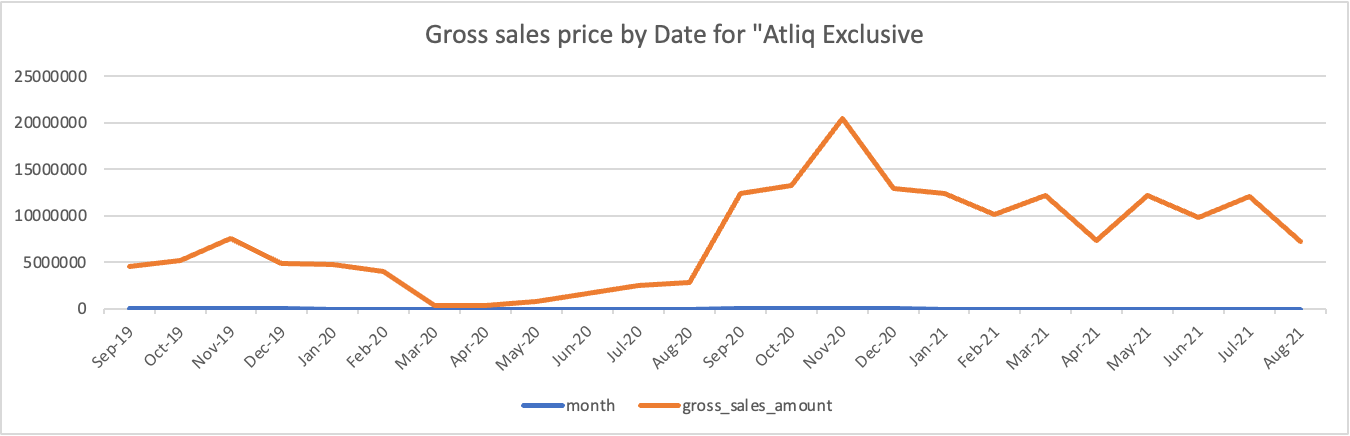 Gross sales price by Date for "Atliq Exclusive
25000000
20000000
15000000
10000000
5000000
0
Sep-19 Oct-19 Nov-19 Dec-19 Jan-20 Feb-20 Mar-20 Apr-20 May-20 Jun-20 Jul-20 Aug-20 Sep-20 Oct-20 Nov-20 Dec-20 Jan-21 Feb-21 Mar-21 Apr-21 May-21 Jun-21 Jul-21 Aug-21
month gross_sales_amount